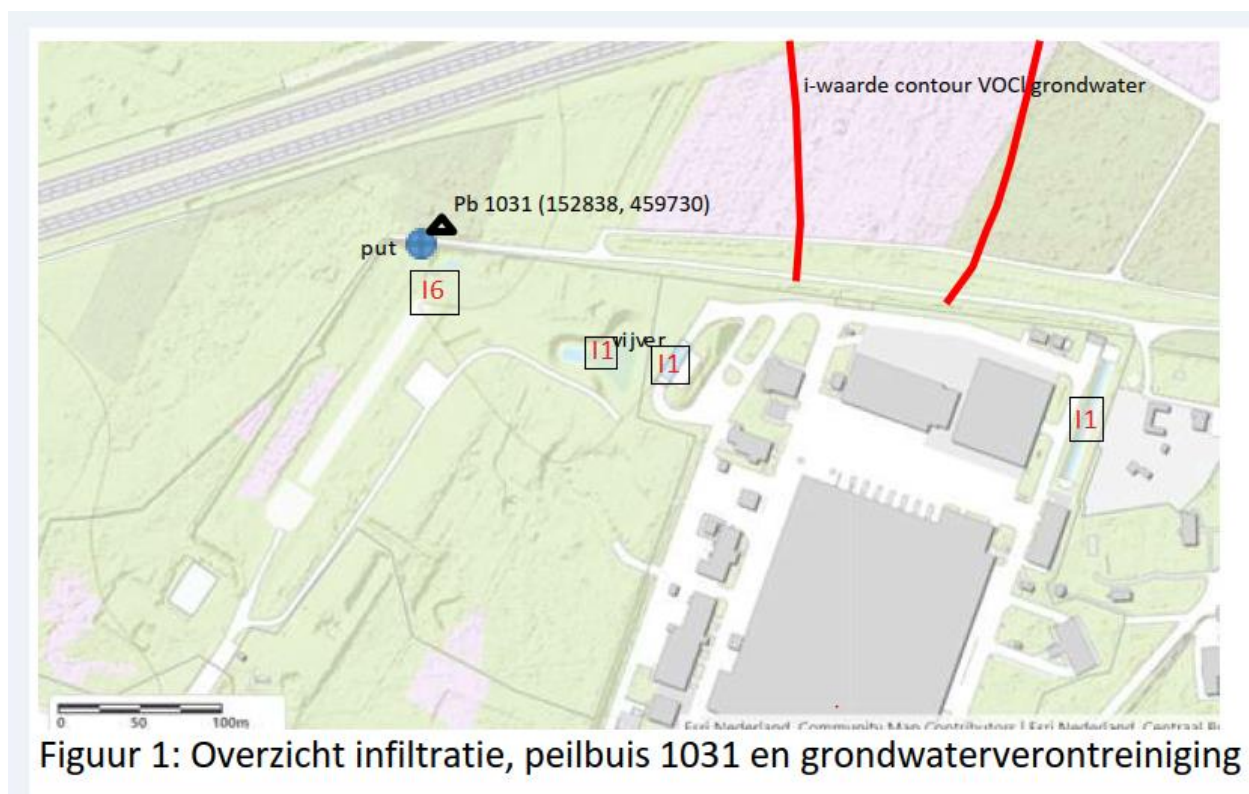 i-waarde contour VOCl grondwater
Pb 1031 (152838, 459730)
put
I6
vijver
I1
I1
I1
0 50 100m
Esri Nederland, Community Map Contributors | Esri Nederland, Centraal B
Figuur 1: Overzicht infiltratie, peilbuis 1031 en grondwaterverontreiniging